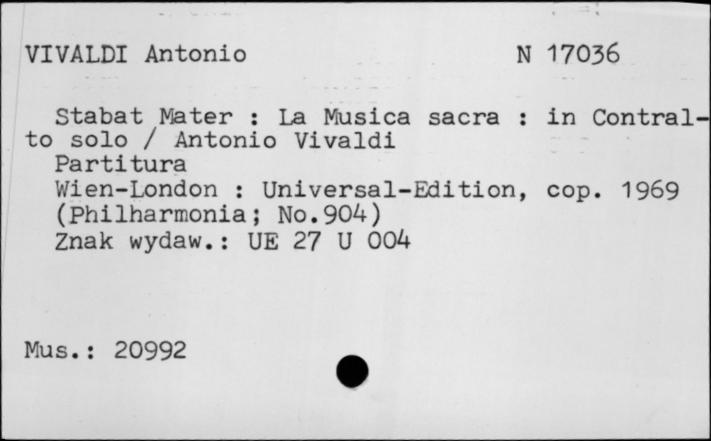 VIVALDI Antonio N 17036
Stabat Mater : La Musica sacra : in Contral-
to solo / Antonio Vivaldi
Partitura
Wien-London : Universal-Edition, cop. 1969
(Philharmonia; No.904)
Znak wydaw.: UE 27 U 004
Mus.: 20992